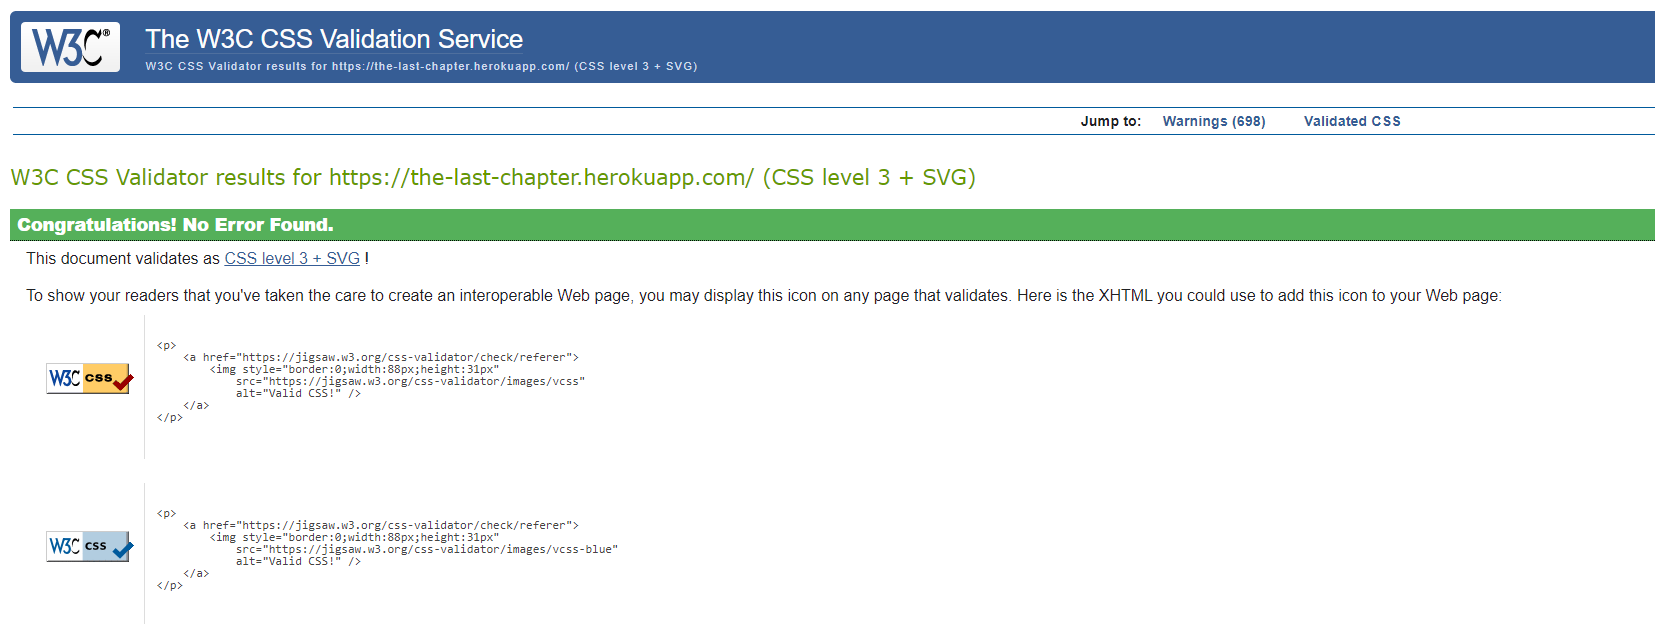 W3C® The W3C CSS Validation Service
W3C CSS Validator results for https://the-last-chapter.herokuapp.com/ (CSS level 3 + SVG)
Jump to: Warnings (698) Validated CSS
W3C CSS Validator results for https://the-last-chapter.herokuapp.com/ (CSS level 3 + SVG)
Congratulations! No Error Found.
This document validates as CSS level 3 + SVG !
To show your readers that you've taken the care to create an interoperable Web page, you may display this icon on any page that validates. Here is the XHTML you could use to add this icon to your Web page:
W3C css
<p>
<a href="https://jigsaw.w3.org/css-validator/check/referer">
<img style="border:0;width:88px;height:31px"
src="https://jigsaw.w3.org/css-validator/images/vcss"
alt="Valid CSS!" />
</a>
</p>
W3C css
<p>
<a href="https://jigsaw.w3.org/css-validator/check/referer">
<img style="border:0;width:88px;height:31px"
src="https://jigsaw.w3.org/css-validator/images/vcss-blue"
alt="Valid CSS!" />
</a>
</p>